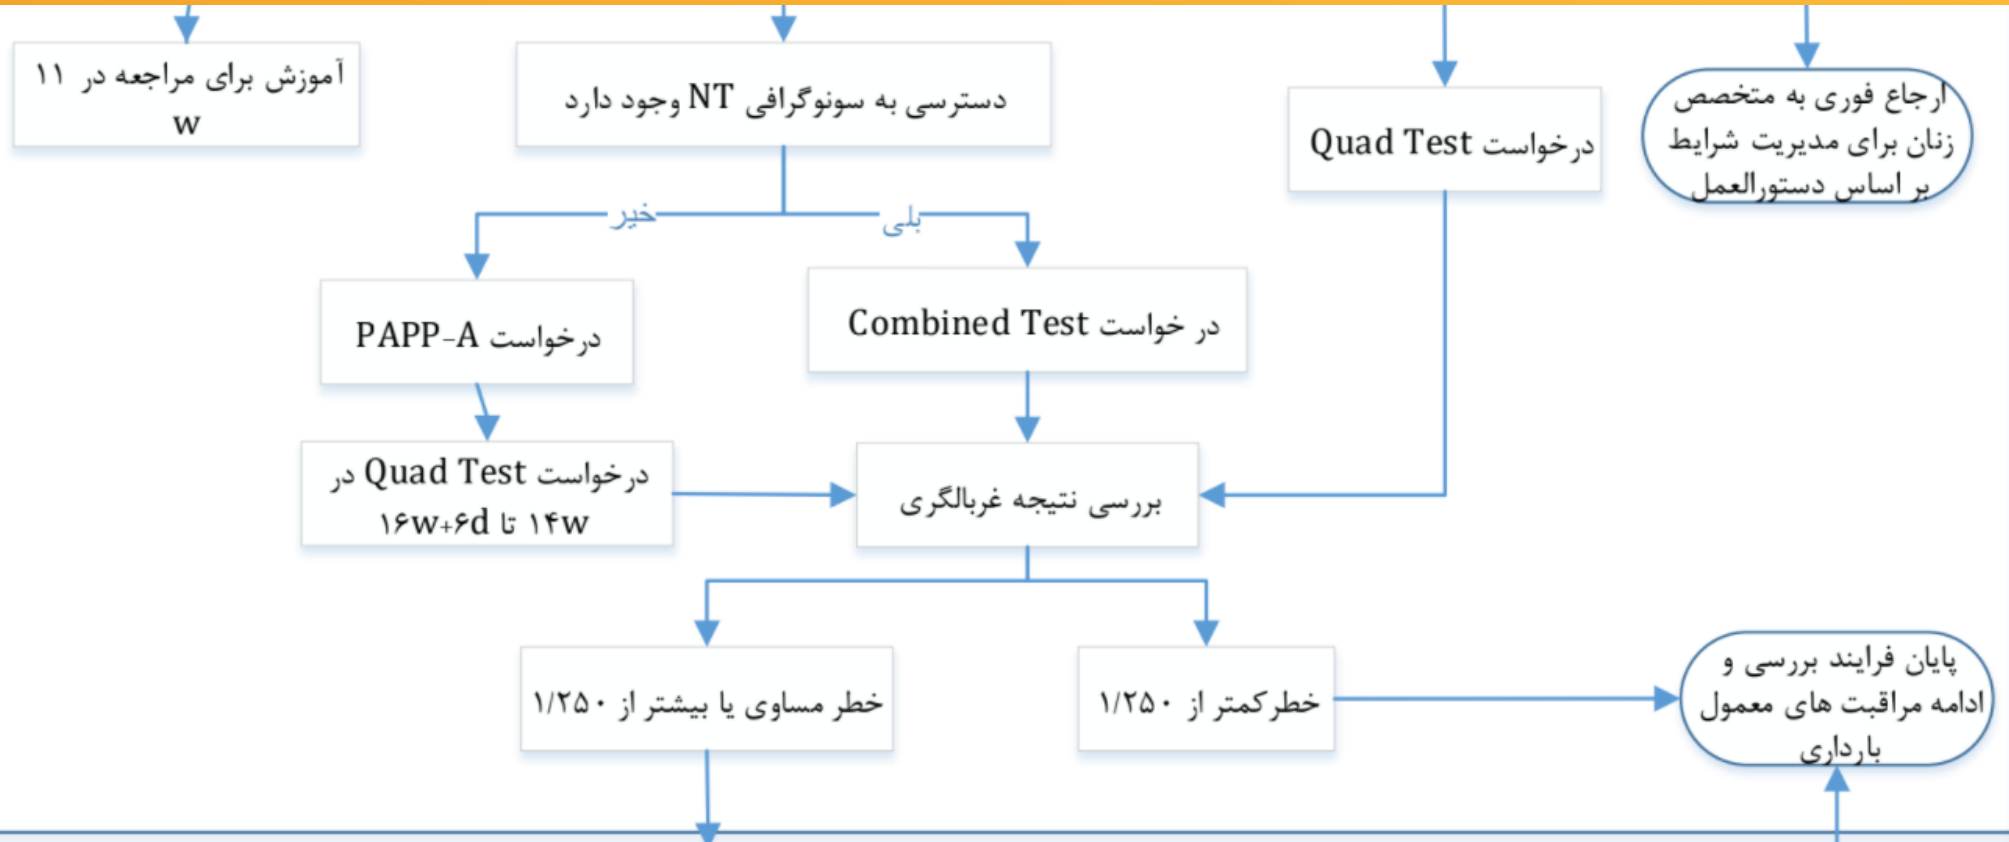 آموزش برای مراجعه در ۱۱
w
دسترسی به سونوگرافی NT وجود دارد
درخواست Quad Test
ارجاع فوری به متخصص
زنان برای مدیریت شرایط
بر اساس دستورالعمل
خیر
بلی
درخواست PAPP-A
در خواست Combined Test
درخواست Quad Test در
۱۴w تا ۱۶w+۶d
بررسی نتیجه غربالگری
خطر مساوی یا بیشتر از ۱/۲۵۰
خطرکمتر از ۱/۲۵۰
پایان فرایند بررسی و
ادامه مراقبت های معمول
بارداری